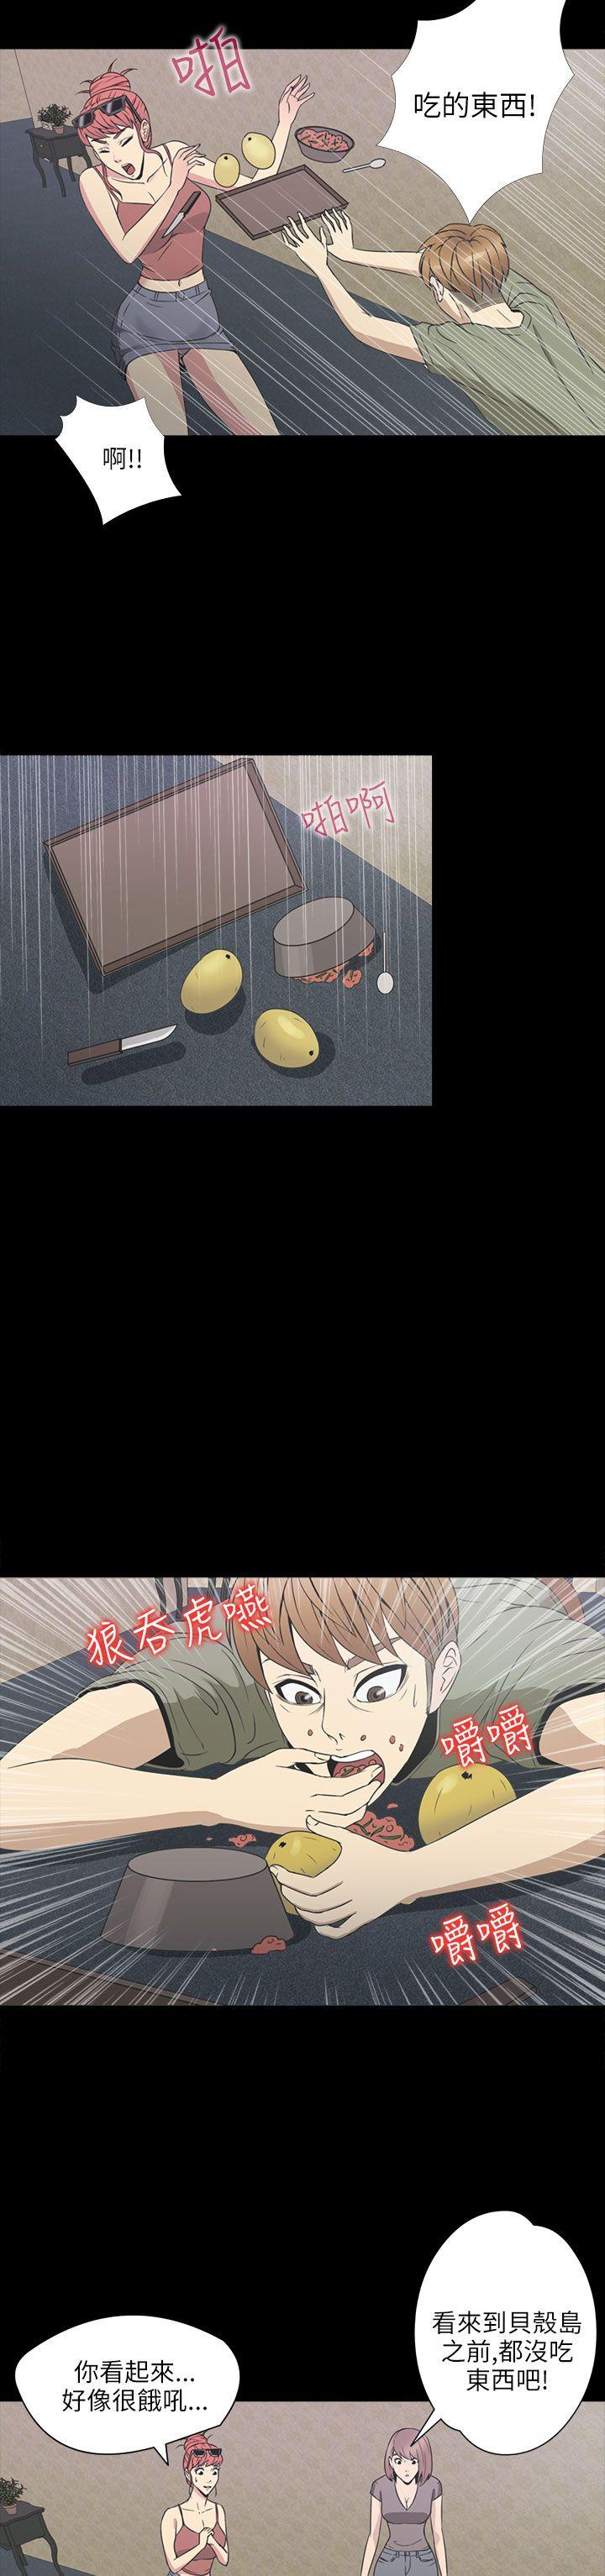 啪
吃的東西!
啊!!
啪啊
狼吞虎嚥
嚼嚼
嚼嚼
看來到貝殼島
之前,都沒吃
東西吧!
你看起來...
好像很餓吼...